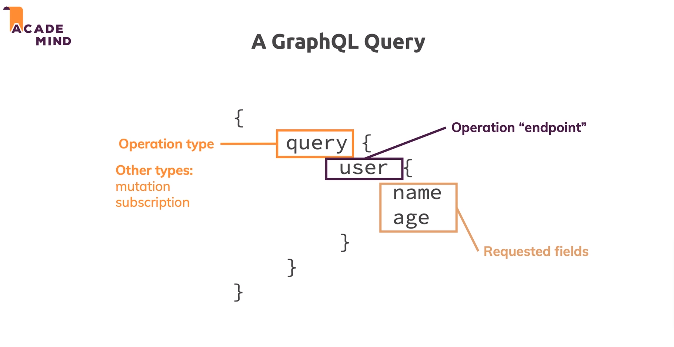 ACADE
MIND
A GraphQL Query
{
query {
Operation type
Operation “endpoint”
Other types:
mutation
subscription
user {
name
age
Requested fields
}
}
}